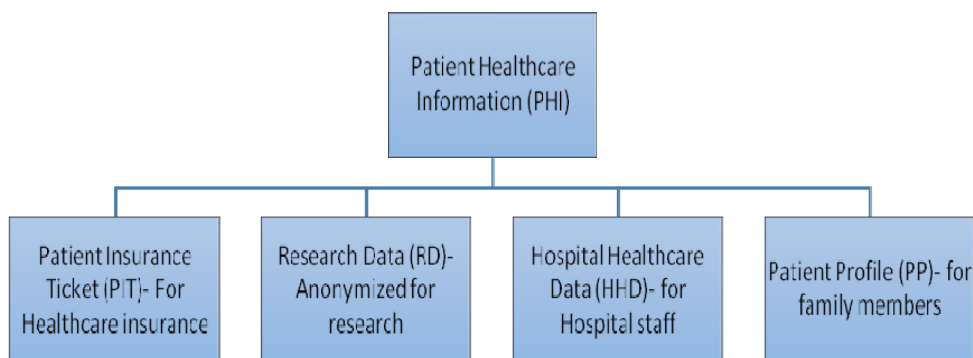 Patient Healthcare
Information (PHI)
Patient Insurance
Ticket (PIT)- For
Healthcare insurance
Research Data (RD)-
Anonymized for
research
Hospital Healthcare
Data (HHD)- for
Hospital staff
Patient Profile (PP)- for
family members